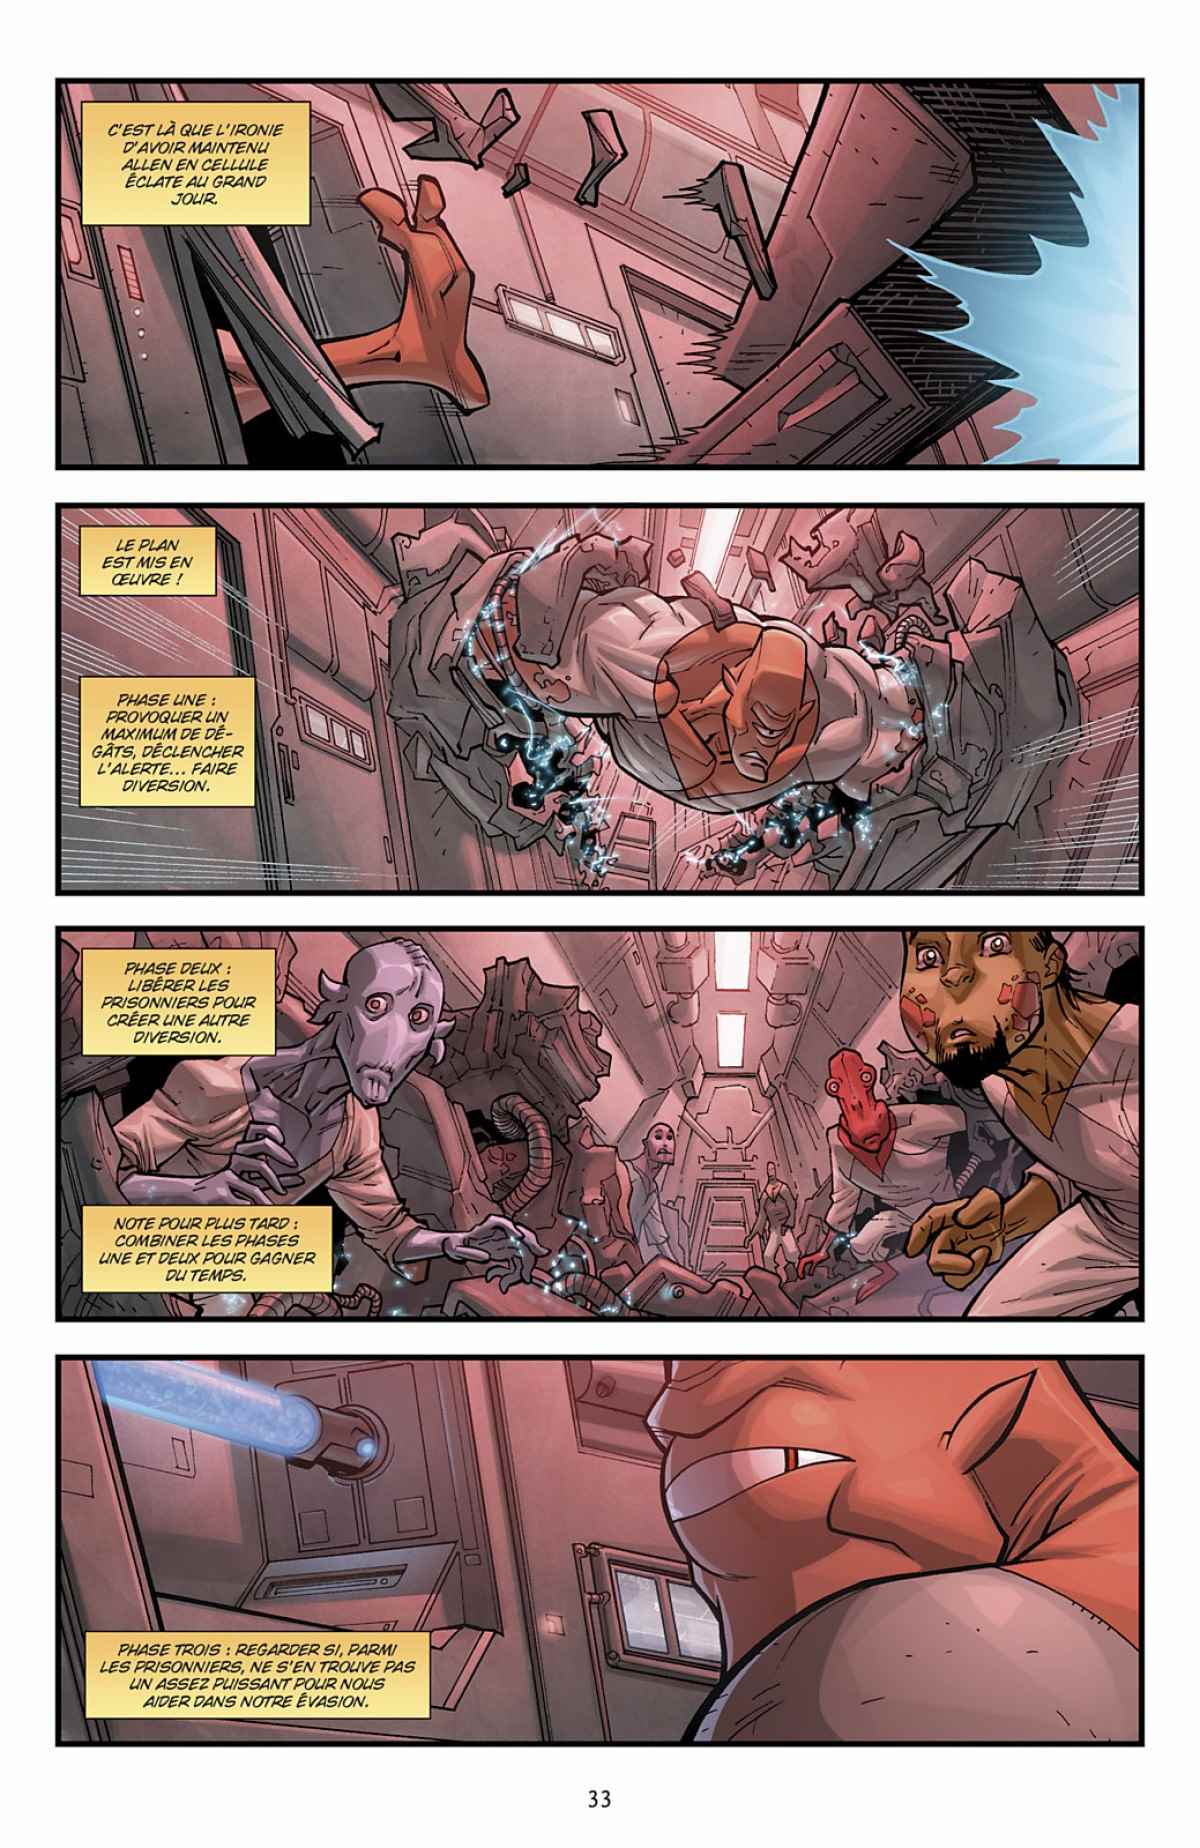 C'EST LÀ QUE L'IRONIE
D'AVOIR MAINTENU
ALLEN EN CELLULE
ÉCLATE AU GRAND
JOUR.
LE PLAN
EST MIS EN
ŒUVRE !
PHASE UNE :
PROVOQUER UN
MAXIMUM DE DÉ-
GÂTS, DÉCLENCHER
L'ALERTE... FAIRE
DIVERSION.
PHASE DEUX :
LIBÉRER LES
PRISONNIERS POUR
CRÉER UNE AUTRE
DIVERSION.
NOTE POUR PLUS TARD :
COMBINER LES PHASES
UNE ET DEUX POUR GAGNER
DU TEMPS.
PHASE TROIS : REGARDER SI, PARMI
LES PRISONNIERS, NE S'EN TROUVE PAS
UN ASSEZ PUISSANT POUR NOUS
AIDER DANS NOTRE ÉVASION.
33